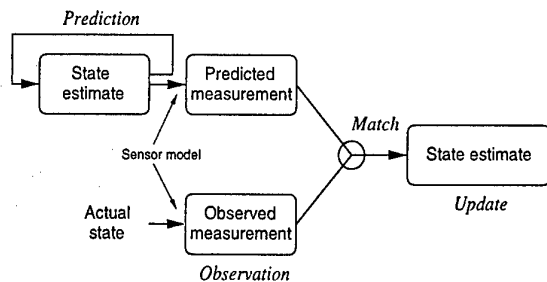 Prediction
State
estimate
Predicted
measurement
Match
Sensor model
State estimate
Actual
state
Observed
measurement
Update
Observation